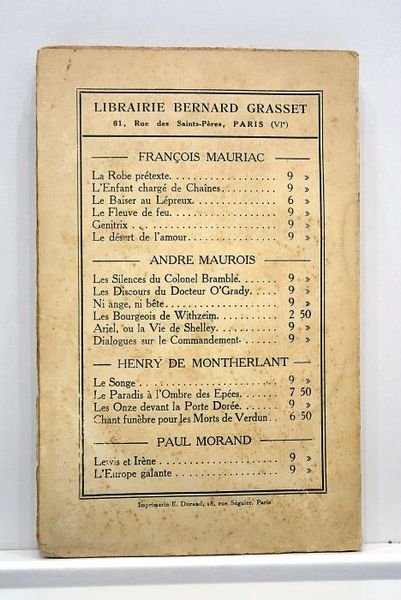 LIBRAIRIE BERNARD GRASSET
61, Rue des Saints-Pères, PARIS (VIe)
FRANÇOIS MAURIAC
La Robe prétexte. . . . . . . . . . . . . . . . 9 »
L'Enfant chargé de Chaînes. . . . . . . . . 9 »
Le Baiser au Lépreux. . . . . . . . . . . . . 6 »
Le Fleuve de feu. . . . . . . . . . . . . . . . 9 »
Genitrix . . . . . . . . . . . . . . . . . . . . 9 »
Le désert de l'amour. . . . . . . . . . . . . 9 »
ANDRE MAUROIS
Les Silences du Colonel Bramble. . . . . . 9 »
Les Discours du Docteur O'Grady. . . . . 9 »
Ni ange, ni bête. . . . . . . . . . . . . . . . 9 »
Les Bourgeois de Witzheim. . . . . . . . . 2 50
Ariel, ou la Vie de Shelley. . . . . . . . . . 9 »
Dialogues sur le Commandement. . . . . . 9 »
HENRY DE MONTHERLANT
Le Songe . . . . . . . . . . . . . . . . . . . 9 »
Le Paradis à l'Ombre des Epées. . . . . . 7 50
Les Onze devant la Porte Dorée. . . . . . 9 »
Chant funèbre pour les Morts de Verdun. . 6 50
PAUL MORAND
Lewis et Irène. . . . . . . . . . . . . . . . . 9 »
L'Europe galante . . . . . . . . . . . . . . . 9 »
Imprimerie E. Durand, 18, rue Séguier, Paris